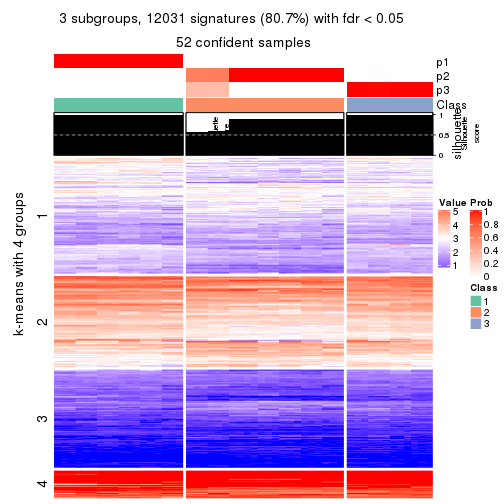 3 subgroups, 12031 signatures (80.7%) with fdr < 0.05
52 confident samples
p1
p2
p3
Class
1
0.5
0
silhouette
Silhouette
score
k-means with 4 groups
1
2
3
4
Value
5
4
3
2
1
Prob
1
0.8
0.6
0.4
0.2
0
Class
1
2
3